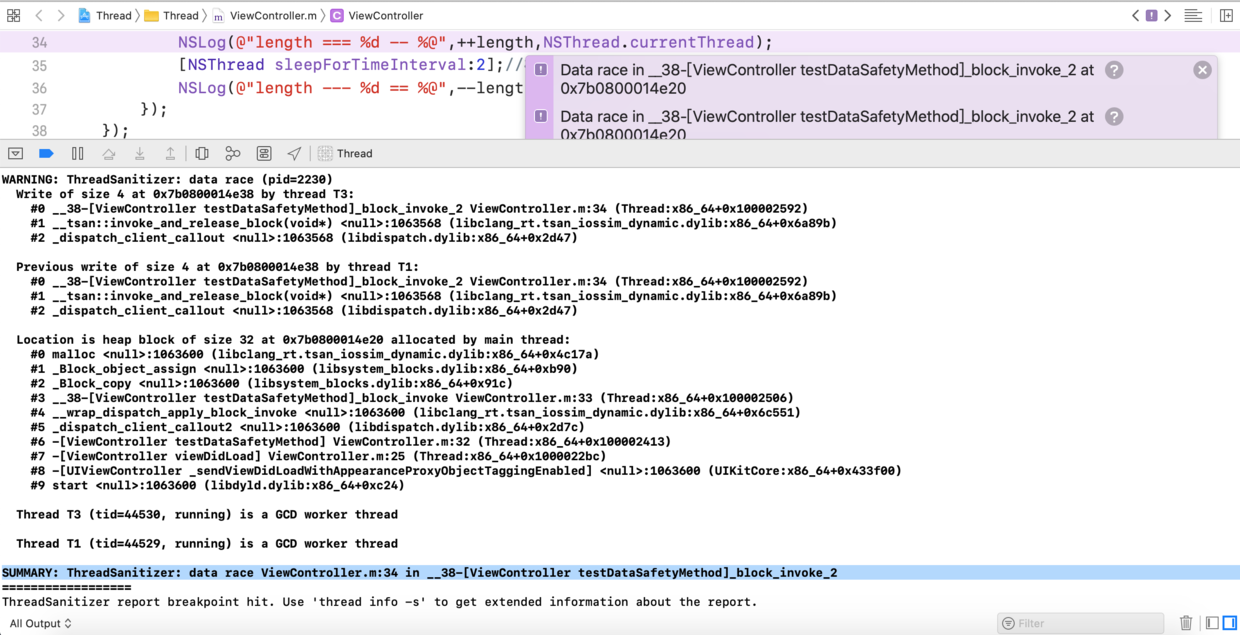 Thread Thread m ViewController.m C ViewController
34 NSLog(@"length === %d -- %@",++length,NSThread.currentThread);
35 [NSThread sleepForTimeInterval:2];//
36 NSLog(@"length --- %d == %@",--lengt
37 });
38 });
Data race in __38-[ViewController testDataSafetyMethod]_block_invoke_2 at
0x7b0800014e20
Data race in __38-[ViewController testDataSafetyMethod]_block_invoke_2 at
0x7b0800014e20
Thread
WARNING: ThreadSanitizer: data race (pid=2230)
Write of size 4 at 0x7b0800014e38 by thread T3:
#0 __38-[ViewController testDataSafetyMethod]_block_invoke_2 ViewController.m:34 (Thread:x86_64+0x100002592)
#1 __tsan::invoke_and_release_block(void*) <null>:1063568 (libclang_rt.tsan_iossim_dynamic.dylib:x86_64+0x6a89b)
#2 _dispatch_client_callout <null>:1063568 (libdispatch.dylib:x86_64+0x2d47)
Previous write of size 4 at 0x7b0800014e38 by thread T1:
#0 __38-[ViewController testDataSafetyMethod]_block_invoke_2 ViewController.m:34 (Thread:x86_64+0x100002592)
#1 __tsan::invoke_and_release_block(void*) <null>:1063568 (libclang_rt.tsan_iossim_dynamic.dylib:x86_64+0x6a89b)
#2 _dispatch_client_callout <null>:1063568 (libdispatch.dylib:x86_64+0x2d47)
Location is heap block of size 32 at 0x7b0800014e20 allocated by main thread:
#0 malloc <null>:1063600 (libclang_rt.tsan_iossim_dynamic.dylib:x86_64+0x4c17a)
#1 _Block_object_assign <null>:1063600 (libsystem_blocks.dylib:x86_64+0xb90)
#2 _Block_copy <null>:1063600 (libsystem_blocks.dylib:x86_64+0x91c)
#3 __38-[ViewController testDataSafetyMethod]_block_invoke ViewController.m:33 (Thread:x86_64+0x100002506)
#4 __wrap_dispatch_apply_block_invoke <null>:1063600 (libclang_rt.tsan_iossim_dynamic.dylib:x86_64+0x6c551)
#5 _dispatch_client_callout2 <null>:1063600 (libdispatch.dylib:x86_64+0x2d7c)
#6 -[ViewController testDataSafetyMethod] ViewController.m:32 (Thread:x86_64+0x100002413)
#7 -[ViewController viewDidLoad] ViewController.m:25 (Thread:x86_64+0x1000022bc)
#8 -[UIViewController _sendViewDidLoadWithAppearanceProxyObjectTaggingEnabled] <null>:1063600 (UIKitCore:x86_64+0x433f00)
#9 start <null>:1063600 (libdyld.dylib:x86_64+0xc24)
Thread T3 (tid=44530, running) is a GCD worker thread
Thread T1 (tid=44529, running) is a GCD worker thread
SUMMARY: ThreadSanitizer: data race ViewController.m:34 in __38-[ViewController testDataSafetyMethod]_block_invoke_2
==================
ThreadSanitizer report breakpoint hit. Use 'thread info -s' to get extended information about the report.
All Output Filter